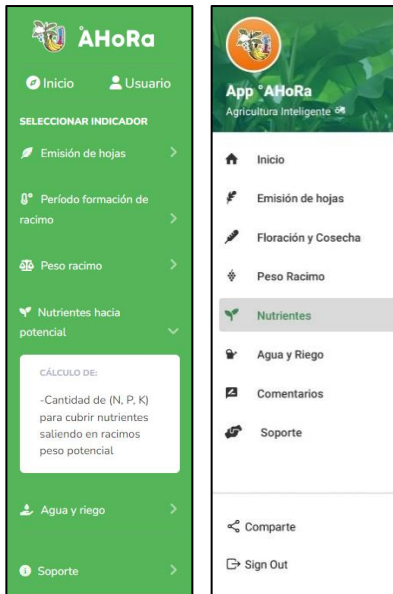 ÅHoRa
Inicio
Usuario
SELECCIONAR INDICADOR
Emisión de hojas
Período formación de
racimo
Peso racimo
Nutrientes hacia
potencial
CÁLCULO DE:
-Cantidad de (N, P, K)
para cubrir nutrientes
saliendo en racimos
peso potencial
Agua y riego
Soporte
App °AHoRa
Agricultura Inteligente
Inicio
Emisión de hojas
Floración y Cosecha
Peso Racimo
Nutrientes
Agua y Riego
Comentarios
Soporte
Comparte
Sign Out